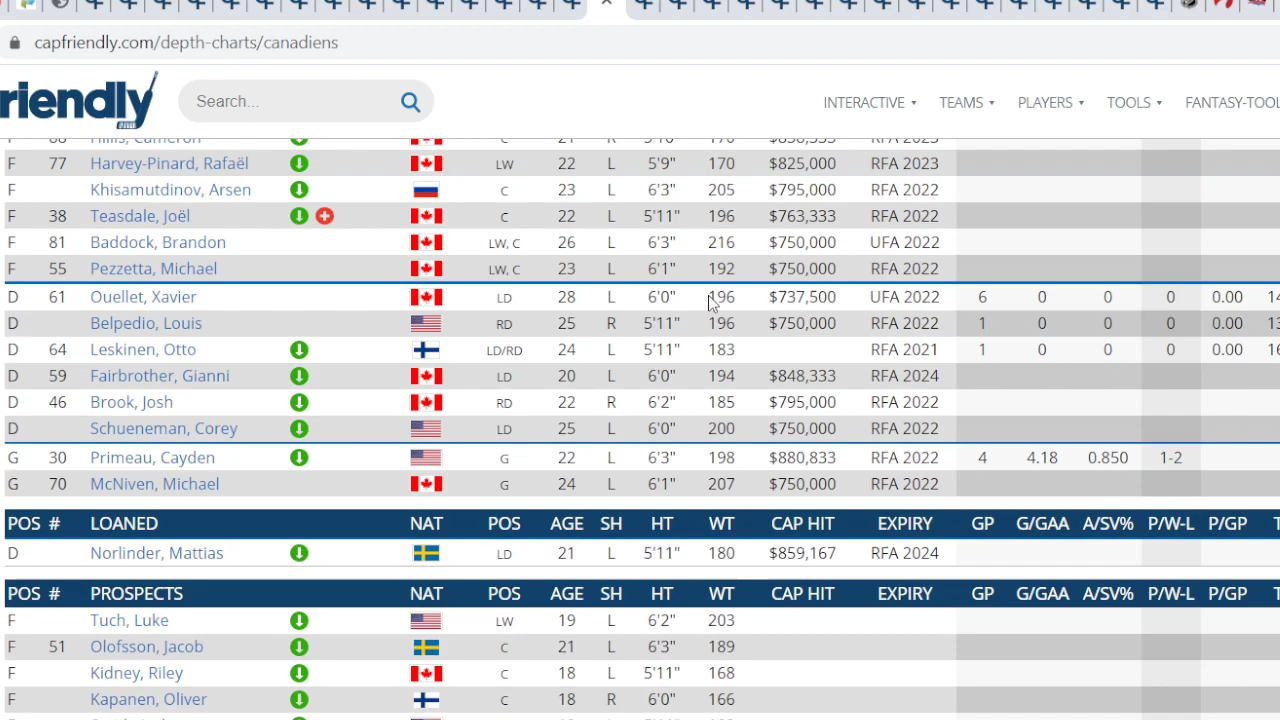 capfriendly.com/depth-charts/canadiens
riendly Search... INTERACTIVE TEAMS PLAYERS TOOLS FANTASY-TOOL
F 77 Harvey-Pinard, Rafaël LW 22 L 5'9" 170 $825,000 RFA 2023
F Khisamutdinov, Arsen C 23 L 6'3" 205 $795,000 RFA 2022
F 38 Teasdale, Joël C 22 L 5'11" 196 $763,333 RFA 2022
F 81 Baddock, Brandon LW, C 26 L 6'3" 216 $750,000 UFA 2022
F 55 Pezzetta, Michael LW, C 23 L 6'1" 192 $750,000 RFA 2022
D 61 Ouellet, Xavier LD 28 L 6'0" 196 $737,500 UFA 2022 6 0 0 0 0.00 14
D Belpedio, Louis RD 25 R 5'11" 196 $750,000 RFA 2022 1 0 0 0 0.00 13
D 64 Leskinen, Otto LD/RD 24 L 5'11" 183 RFA 2021 1 0 0 0 0.00 16
D 59 Fairbrother, Gianni LD 20 L 6'0" 194 $848,333 RFA 2024
D 46 Brook, Josh RD 22 R 6'2" 185 $795,000 RFA 2022
D Schueneman, Corey LD 25 L 6'0" 200 $750,000 RFA 2022
G 30 Primeau, Cayden G 22 L 6'3" 198 $880,833 RFA 2022 4 4.18 0.850 1-2
G 70 McNiven, Michael G 24 L 6'1" 207 $750,000 RFA 2022
POS # LOANED NAT POS AGE SH HT WT CAP HIT EXPIRY GP G/GAA A/SV% P/W-L P/GP T
D Norlinder, Mattias LD 21 L 5'11" 180 $859,167 RFA 2024
POS # PROSPECTS NAT POS AGE SH HT WT CAP HIT EXPIRY GP G/GAA A/SV% P/W-L P/GP T
F Tuch, Luke LW 19 L 6'2" 203
F 51 Olofsson, Jacob C 21 L 6'3" 189
F Kidney, Riley C 18 L 5'11" 168
F Kapanen, Oliver C 18 R 6'0" 166